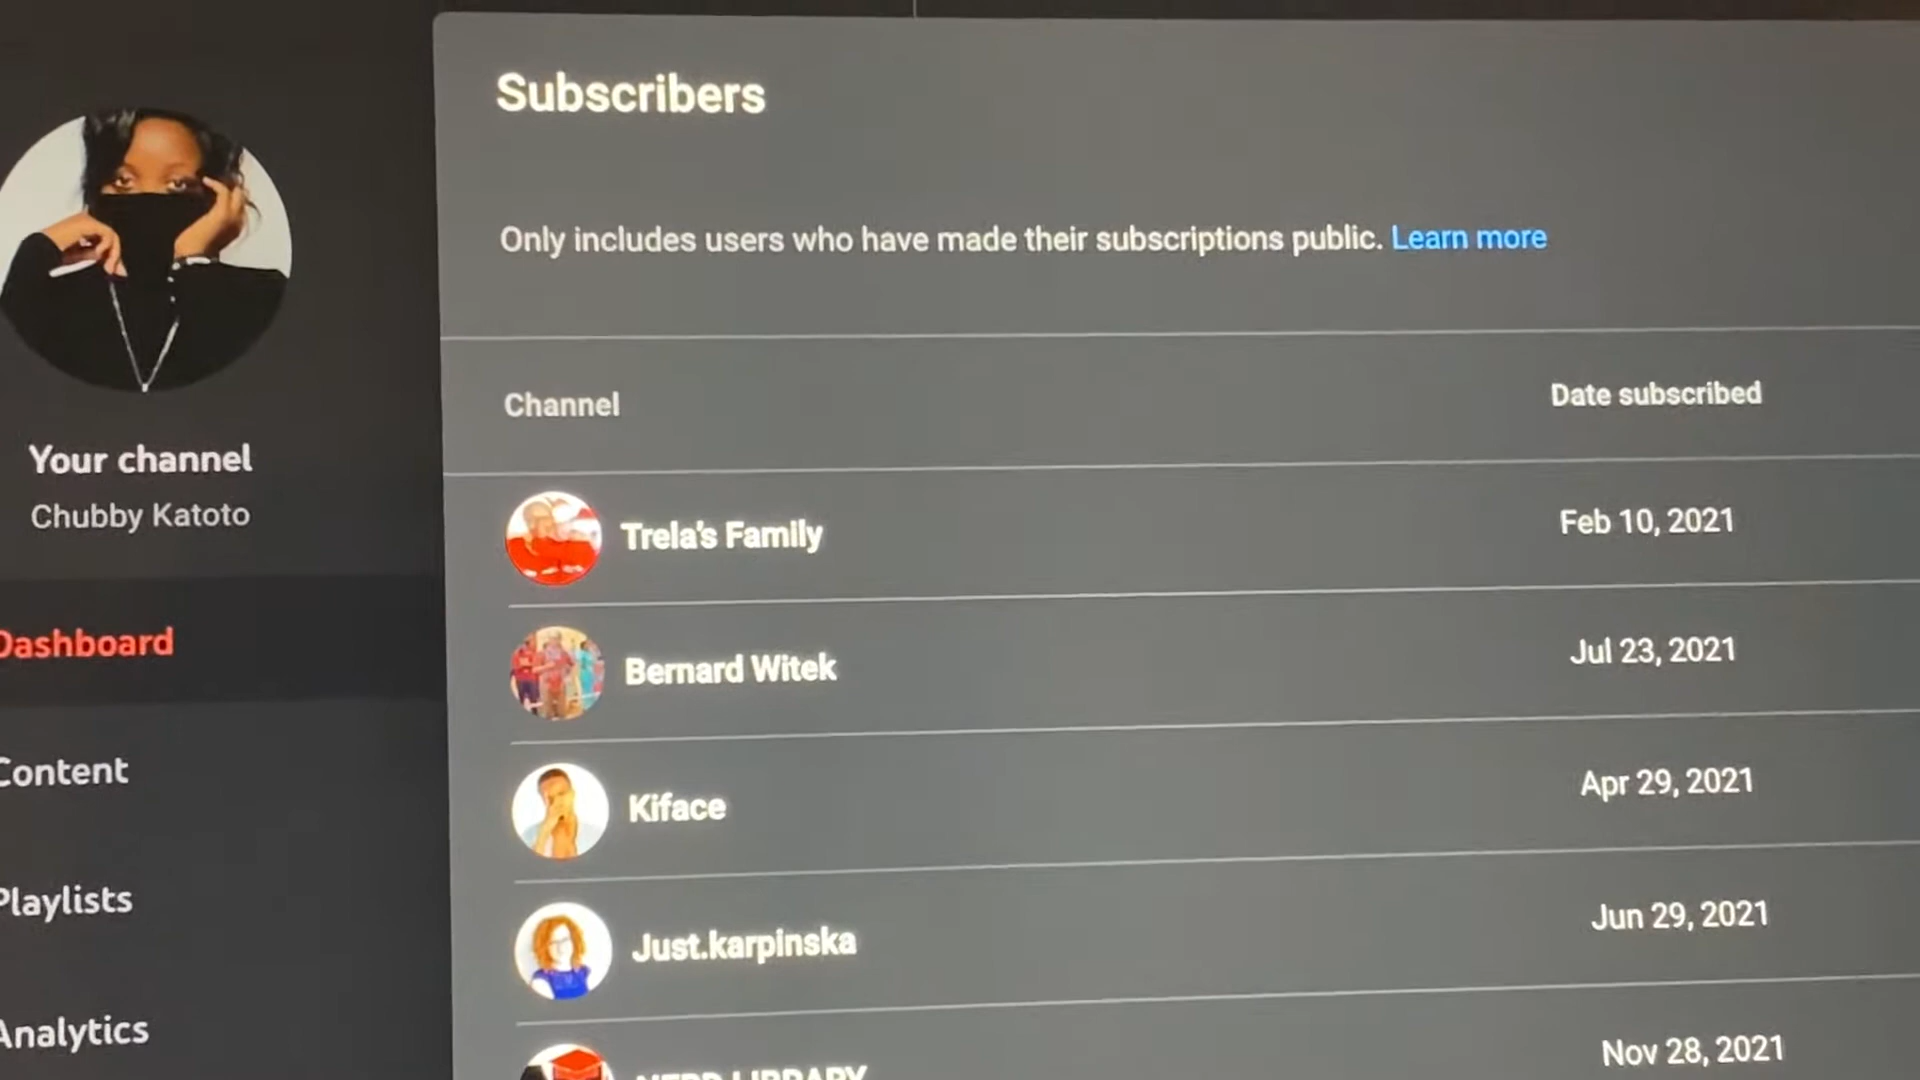 Subscribers
Only includes users who have made their subscriptions public. Learn more
Channel
Date subscribed
Your channel
Chubby Katoto
Trela's Family
Feb 10, 2021
Bernard Witek
Jul 23, 2021
Dashboard
Content
Kiface
Apr 29, 2021
Playlists
Just.karpinska
Jun 29, 2021
Analytics
NERD LIBRARY
Nov 28, 2021